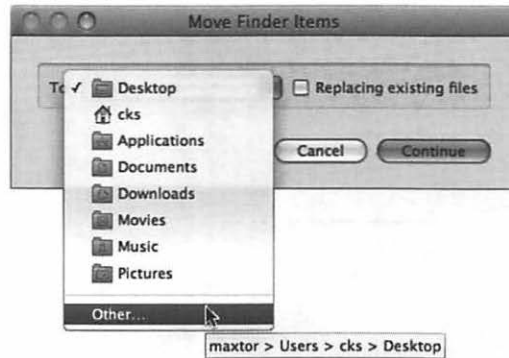 Move Finder Items
To
Desktop
Replacing existing files
cks
Applications
Documents
Cancel
Continue
Downloads
Movies
Music
Pictures
Other...
maxtor > Users > cks > Desktop